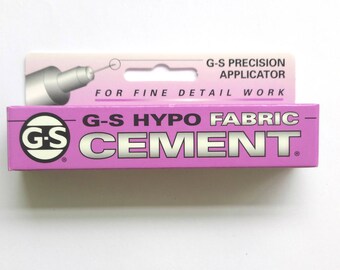 G-S PRECISION
APPLICATOR
FOR FINE DETAIL WORK
G-S
®
G-S HYPO FABRIC
CEMENT®